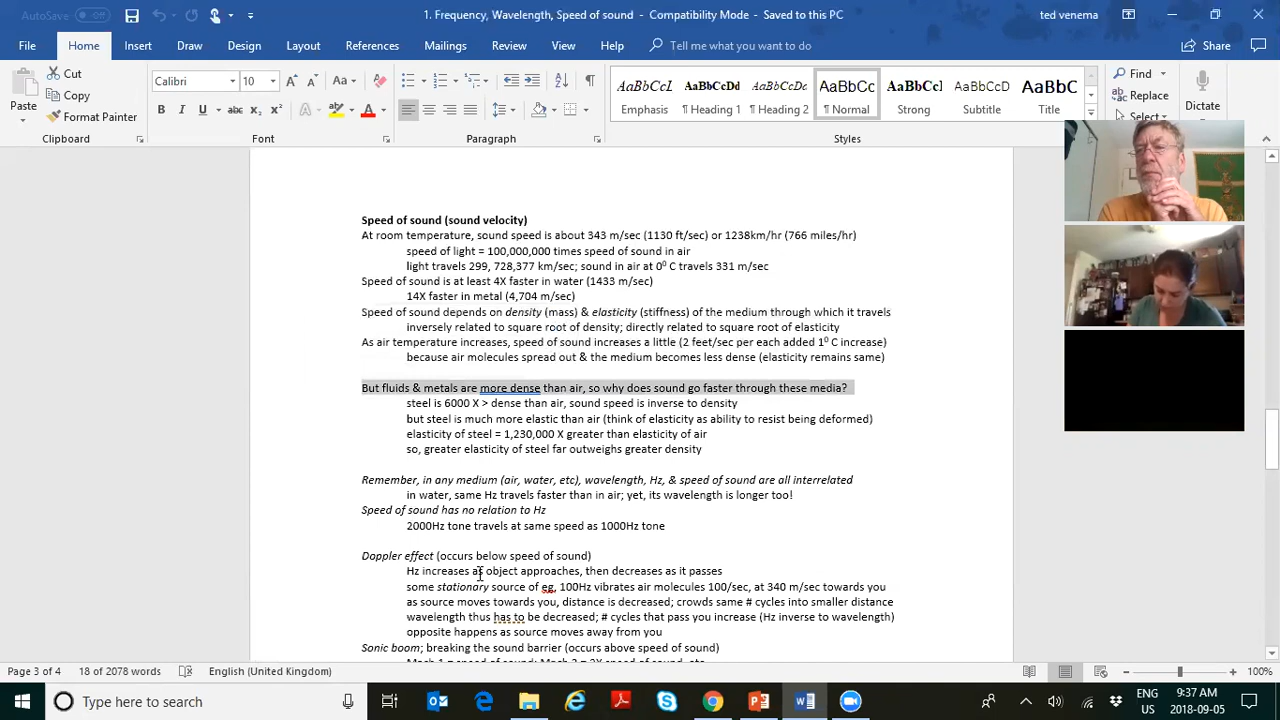 AutoSave Off
1. Frequency, Wavelength, Speed of sound - Compatibility Mode - Saved to this PC
ted venema
File Home Insert Draw Design Layout References Mailings Review View Help Tell me what you want to do Share
Paste
Cut
Copy
Format Painter
Calibri 10
AaBbCcL AaBbCcDd AaBbCcDd AaBbCc AaBbCcI AaBbCcD AaBbC
Emphasis ¶ Heading 1 ¶ Heading 2 ¶ Normal Strong Subtitle Title
Find
Replace
Select
Dictate
Clipboard Font Paragraph Styles
Speed of sound (sound velocity)
At room temperature, sound speed is about 343 m/sec (1130 ft/sec) or 1238km/hr (766 miles/hr)
speed of light = 100,000,000 times speed of sound in air
light travels 299, 728,377 km/sec; sound in air at 0⁰ C travels 331 m/sec
Speed of sound is at least 4X faster in water (1433 m/sec)
14X faster in metal (4,704 m/sec)
Speed of sound depends on density (mass) & elasticity (stiffness) of the medium through which it travels
inversely related to square root of density; directly related to square root of elasticity
As air temperature increases, speed of sound increases a little (2 feet/sec per each added 1⁰ C increase)
because air molecules spread out & the medium becomes less dense (elasticity remains same)
But fluids & metals are more dense than air, so why does sound go faster through these media?
steel is 6000 X > dense than air, sound speed is inverse to density
but steel is much more elastic than air (think of elasticity as ability to resist being deformed)
elasticity of steel = 1,230,000 X greater than elasticity of air
so, greater elasticity of steel far outweighs greater density
Remember, in any medium (air, water, etc), wavelength, Hz, & speed of sound are all interrelated
in water, same Hz travels faster than in air; yet, its wavelength is longer too!
Speed of sound has no relation to Hz
2000Hz tone travels at same speed as 1000Hz tone
Doppler effect (occurs below speed of sound)
Hz increases as object approaches, then decreases as it passes
some stationary source of eg, 100Hz vibrates air molecules 100/sec, at 340 m/sec towards you
as source moves towards you, distance is decreased; crowds same # cycles into smaller distance
wavelength thus has to be decreased; # cycles that pass you increase (Hz inverse to wavelength)
opposite happens as source moves away from you
Sonic boom; breaking the sound barrier (occurs above speed of sound)
Page 3 of 4 18 of 2078 words English (United Kingdom) 100%
Type here to search
ENG
US
9:37 AM
2018-09-05